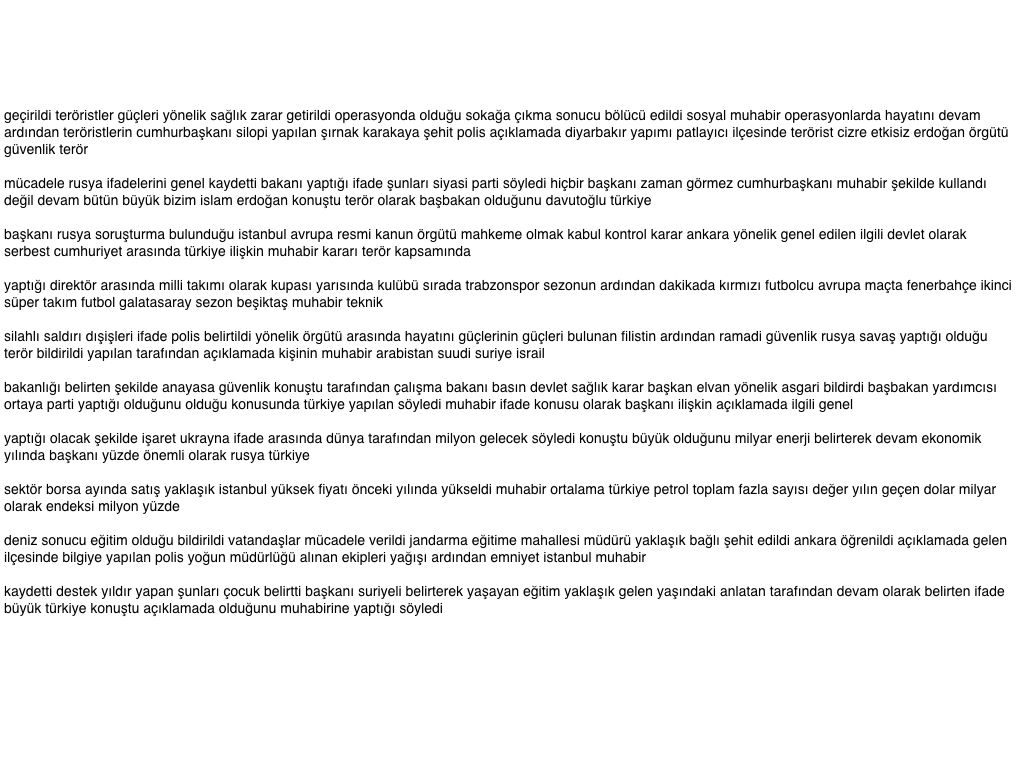 geçirildi teröristler güçleri yönelik sağlık zarar getirildi operasyonda olduğu sokağa çıkma sonucu bölücü edildi sosyal muhabir operasyonlarda hayatını devam
ardından teröristlerin cumhurbaşkanı silopi yapılan şırnak karakaya şehit polis açıklamada diyarbakır yapımı patlayıcı ilçesinde terörist cizre etkisiz erdoğan örgütü
güvenlik terör
mücadele rusya ifadelerini genel kaydetti bakanı yaptığı ifade şunları siyasi parti söyledi hiçbir başkanı zaman görmez cumhurbaşkanı muhabir şekilde kullandı
değil devam bütün büyük bizim islam erdoğan konuştu terör olarak başbakan olduğunu davutoğlu türkiye
başkanı rusya soruşturma bulunduğu istanbul avrupa resmi kanun örgütü mahkeme olmak kabul kontrol karar ankara yönelik genel edilen ilgili devlet olarak
serbest cumhuriyet arasında türkiye ilişkin muhabir kararı terör kapsamında
yaptığı direktör arasında milli takımı olarak kupası yarısında kulübü sırada trabzonspor sezonun ardından dakikada kırmızı futbolcu avrupa maçta fenerbahçe ikinci
süper takım futbol galatasaray sezon beşiktaş muhabir teknik
silahlı saldırı dışişleri ifade polis belirtildi yönelik örgütü arasında hayatını güçlerinin güçleri bulunan filistin ardından ramadi güvenlik rusya savaş yaptığı olduğu
terör bildirildi yapılan tarafından açıklamada kişinin muhabir arabistan suudi suriye israil
bakanlığı belirten şekilde anayasa güvenlik konuştu tarafından çalışma bakanı basın devlet sağlık karar başkan elvan yönelik asgari bildirdi başbakan yardımcısı
ortaya parti yaptığı olduğunu olduğu konusunda türkiye yapılan söyledi muhabir ifade konusu olarak başkanı ilişkin açıklamada ilgili genel
yaptığı olacak şekilde işaret ukrayna ifade arasında dünya tarafından milyon gelecek söyledi konuştu büyük olduğunu milyar enerji belirterek devam ekonomik
yılında başkanı yüzde önemli olarak rusya türkiye
sektör borsa ayında satış yaklaşık istanbul yüksek fiyatı önceki yılında yükseldi muhabir ortalama türkiye petrol toplam fazla sayısı değer yılın geçen dolar milyar
olarak endeksi milyon yüzde
deniz sonucu eğitim olduğu bildirildi vatandaşlar mücadele verildi jandarma eğitime mahallesi müdürü yaklaşık bağlı şehit edildi ankara öğrenildi açıklamada gelen
ilçesinde bilgiye yapılan polis yoğun müdürlüğü alınan ekipleri yağışı ardından emniyet istanbul muhabir
kaydetti destek yıldır yapan şunları çocuk belirtti başkanı suriyeli belirterek yaşayan eğitim yaklaşık gelen yaşındaki anlatan tarafından devam olarak belirten ifade
büyük türkiye konuştu açıklamada olduğunu muhabirine yaptığı söyledi